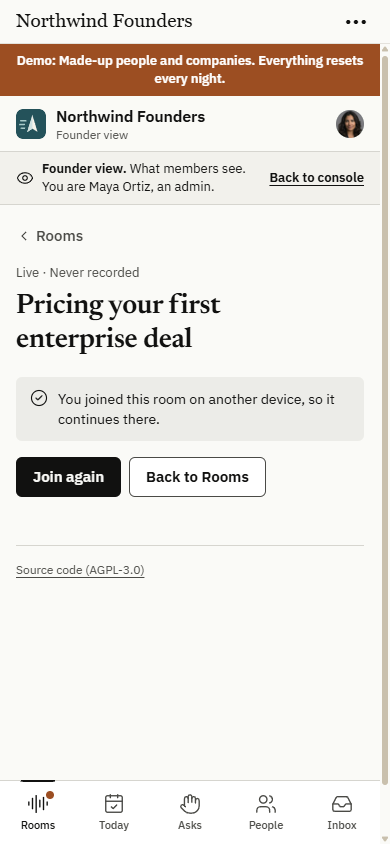 Northwind Founders
Demo: Made-up people and companies. Everything resets
every night.
Northwind Founders
Founder view
Founder view. What members see.
You are Maya Ortiz, an admin.
Back to console
Rooms
Live · Never recorded
Pricing your first
enterprise deal
You joined this room on another device, so it
continues there.
Join again
Back to Rooms
Source code (AGPL-3.0)
Rooms
Today
Asks
People
Inbox